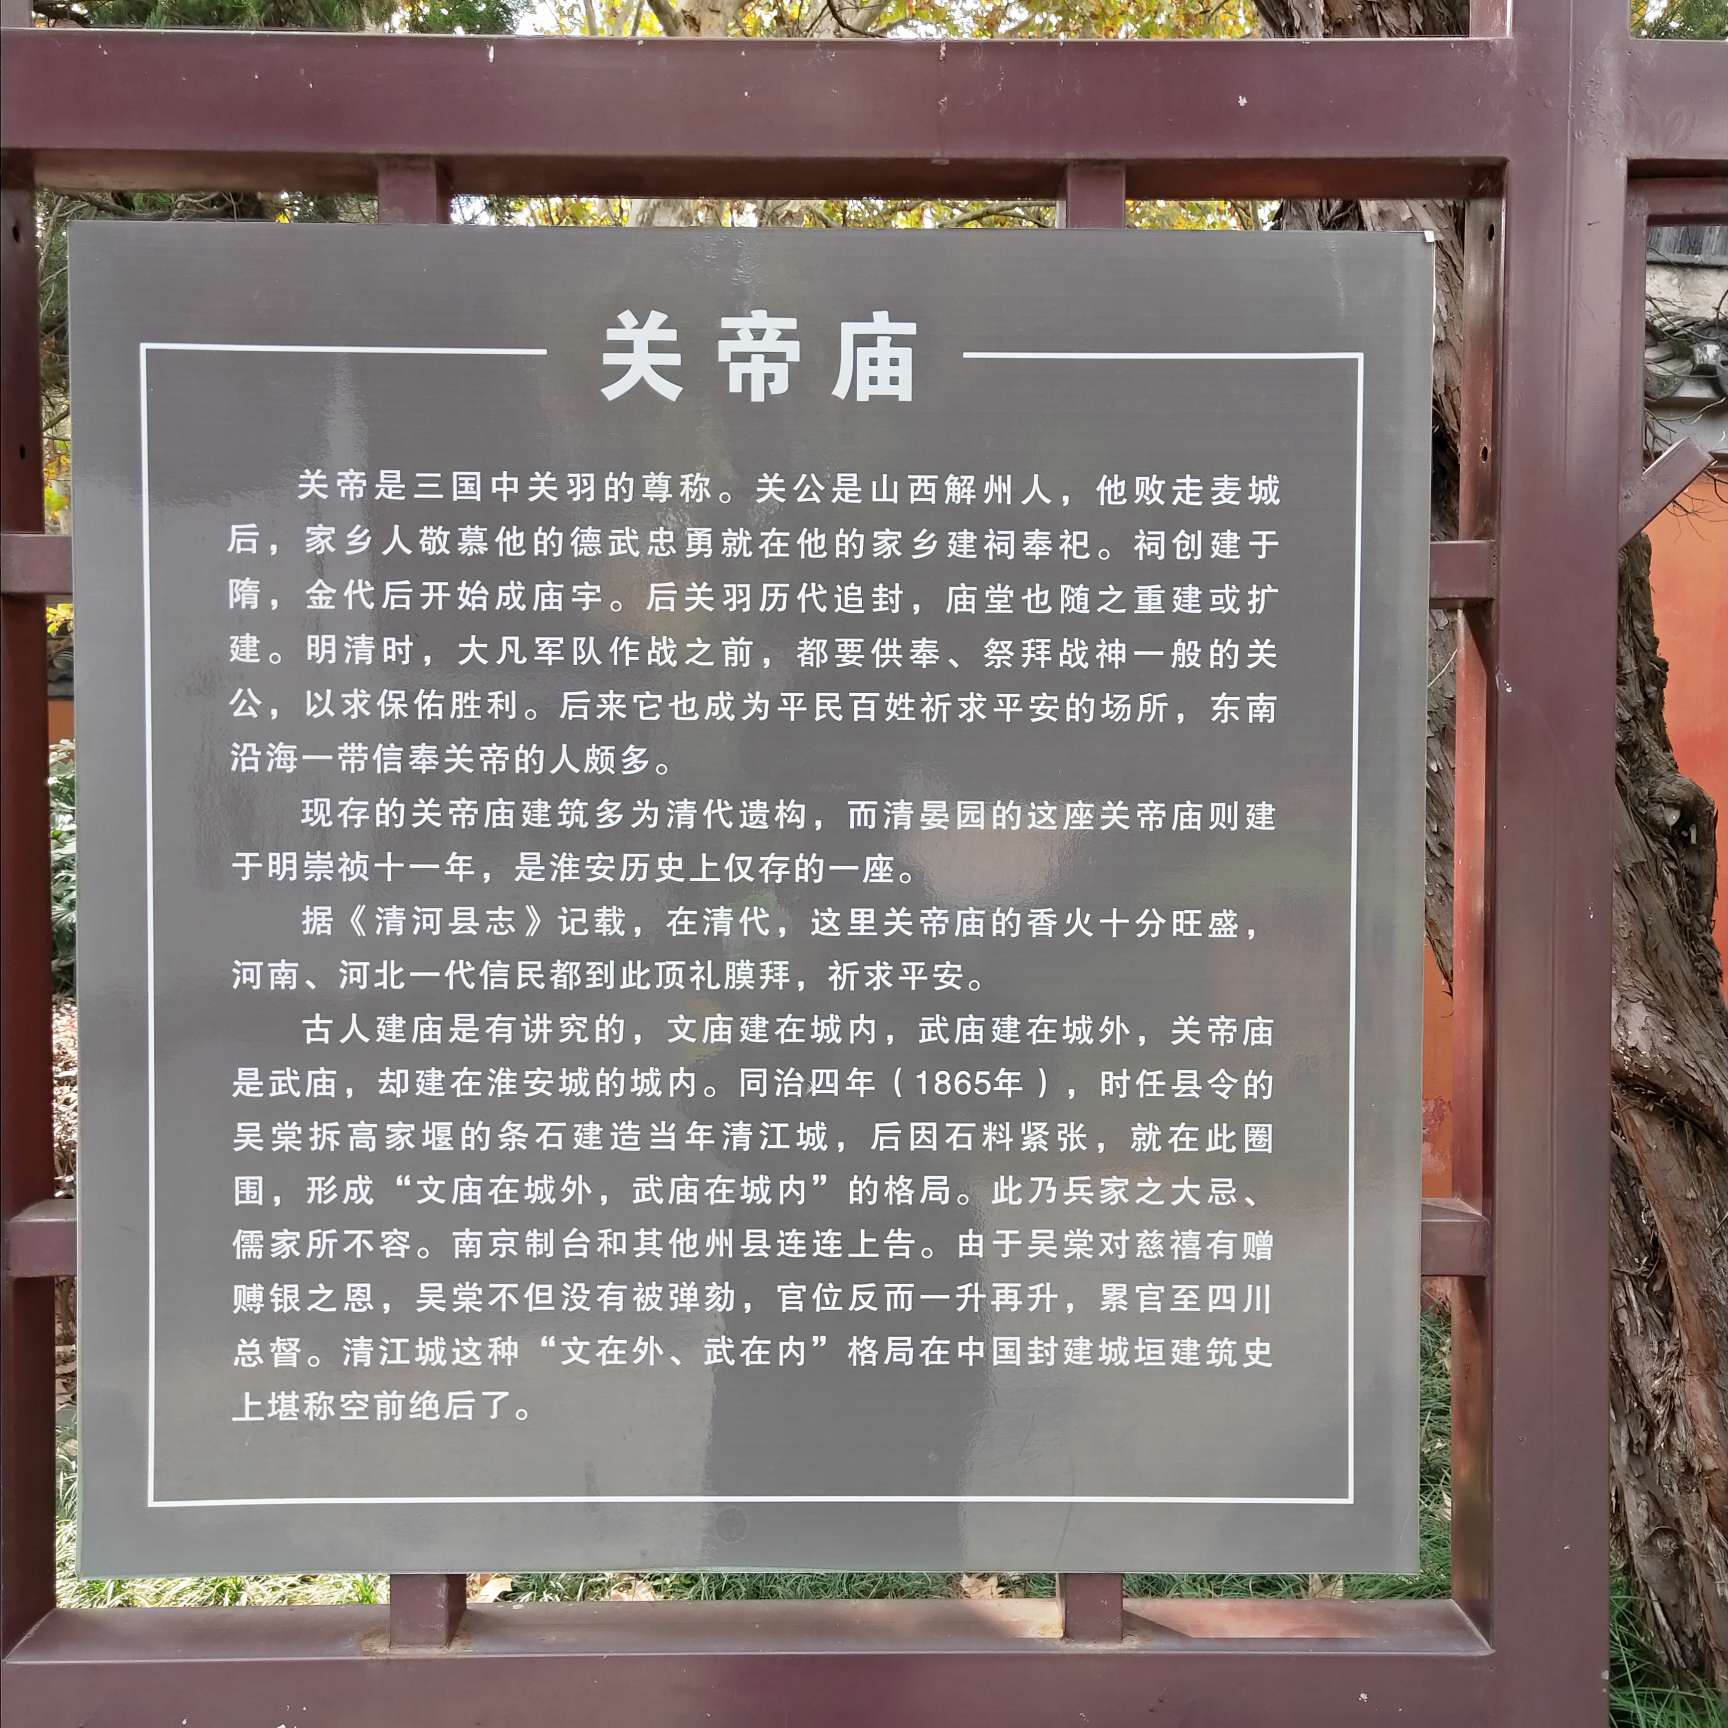 关帝庙
关帝是三国中关羽的尊称。关公是山西解州人，他败走麦城
后，家乡人敬慕他的德武忠勇就在他的家乡建祠奉祀。祠创建于
隋，金代后开始成庙宇。后关羽历代追封，庙堂也随之重建或扩
建。明清时，大凡军队作战之前，都要供奉、祭拜战神一般的关
公，以求保佑胜利。后来它也成为平民百姓祈求平安的场所，东南
沿海一带信奉关帝的人颇多。
现存的关帝庙建筑多为清代遗构，而清晏园的这座关帝庙则建
于明崇祯十一年，是淮安历史上仅存的一座。
据《清河县志》记载，在清代，这里关帝庙的香火十分旺盛，
河南、河北一代信民都到此顶礼膜拜，祈求平安。
古人建庙是有讲究的，文庙建在城内，武庙建在城外，关帝庙
是武庙，却建在淮安城的城内。同治四年（1865年），时任县令的
吴棠拆高家堰的条石建造当年清江城，后因石料紧张，就在此圈
围，形成“文庙在城外，武庙在城内”的格局。此乃兵家之大忌、
儒家所不容。南京制台和其他州县连连上告。由于吴棠对慈禧有赠
赙银之恩，吴棠不但没有被弹劾，官位反而一升再升，累官至四川
总督。清江城这种“文在外、武在内”格局在中国封建城垣建筑史
上堪称空前绝后了。